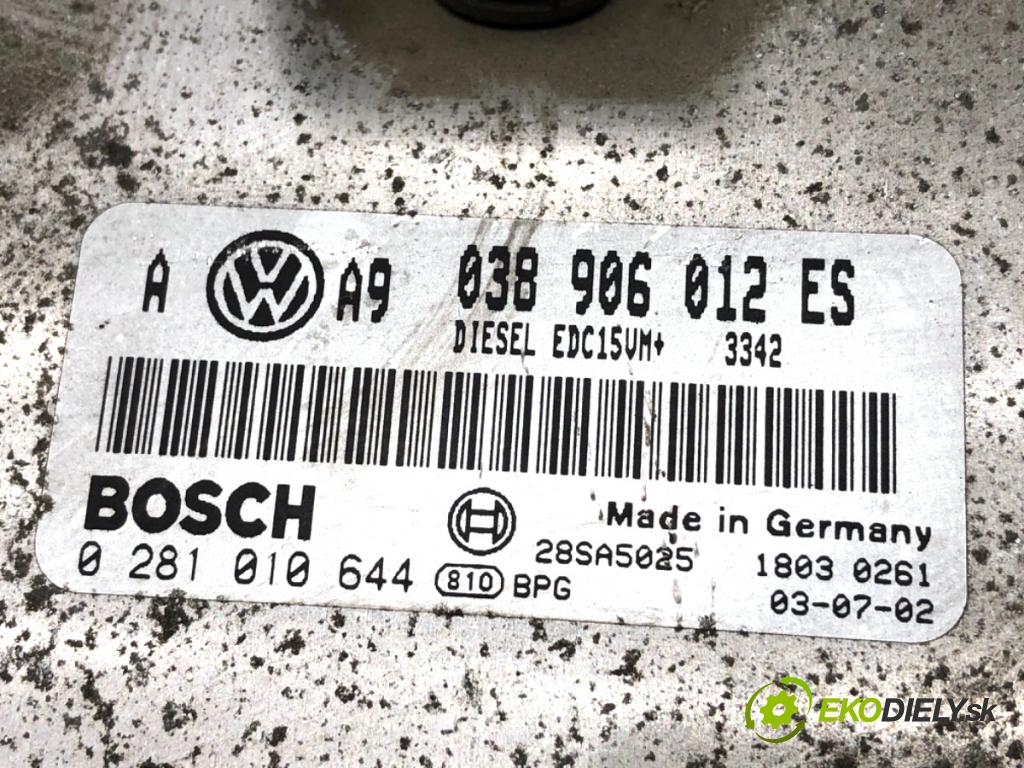 A VW A9 038 906 012 ES
DIESEL EDC15VM+ 3342
BOSCH
Made in Germany
0 281 010 644
810 BPG
28SA5025
1803 0261
03-07-02
EKODIELY.sk